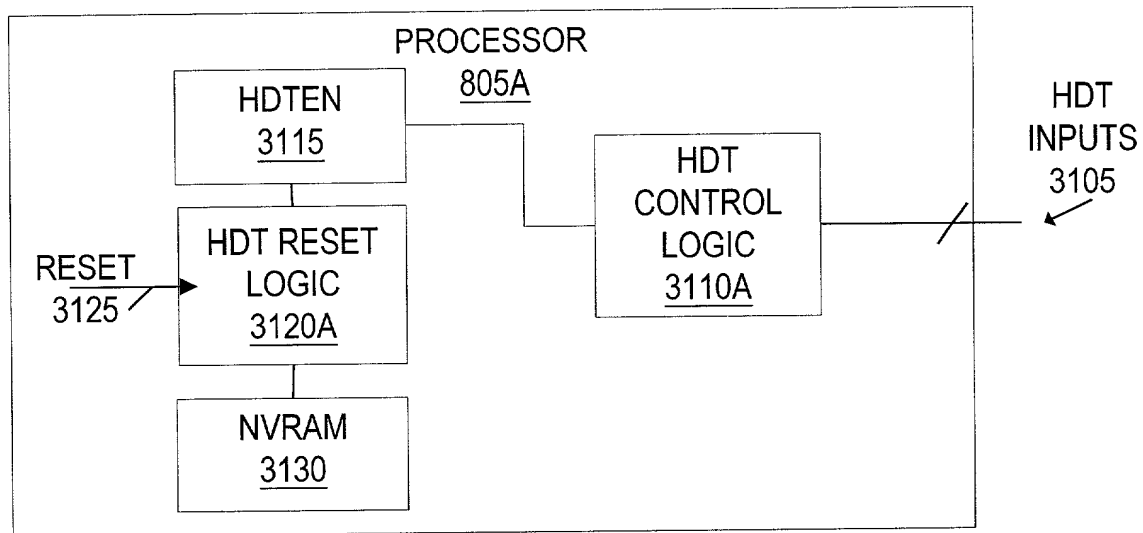 PROCESSOR
805A
HDTEN
3115
HDT
INPUTS
3105
HDT
CONTROL
LOGIC
3110A
HDT RESET
LOGIC
3120A
RESET
3125
NVRAM
3130